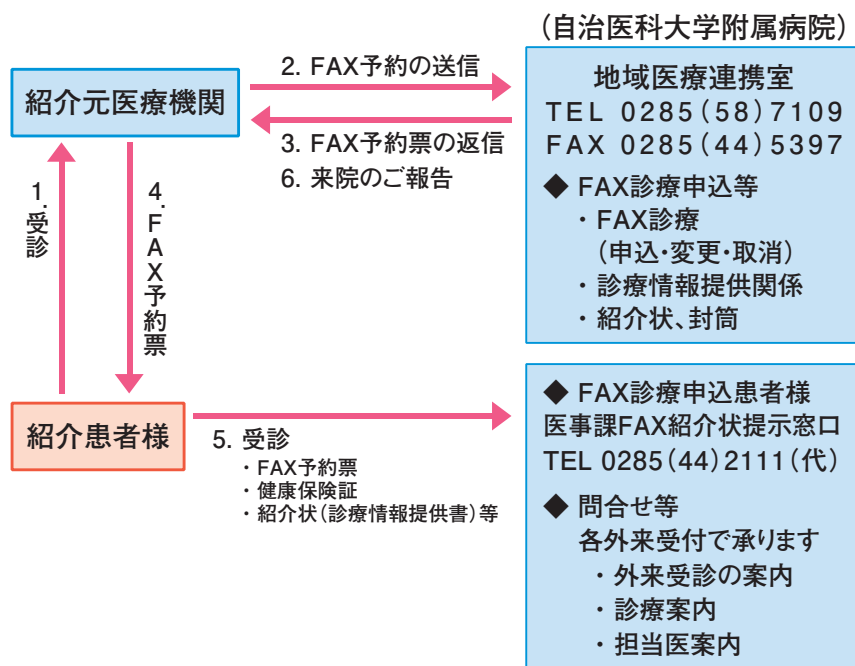 (自治医科大学附属病院)
紹介元医療機関
2. FAX予約の送信
3. FAX予約票の返信
6. 来院のご報告
地域医療連携室
TEL 0285(58)7109
FAX 0285(44)5397
◆ FAX診療申込等
・FAX診療
(申込・変更・取消)
・診療情報提供関係
・紹介状、封筒
1. 受診
4. FAX予約票
紹介患者様
5. 受診
・FAX予約票
・健康保険証
・紹介状(診療情報提供書)等
◆ FAX診療申込患者様
医事課FAX紹介状提示窓口
TEL 0285(44)2111(代)
◆ 問合せ等
各外来受付で承ります
・外来受診の案内
・診療案内
・担当医案内